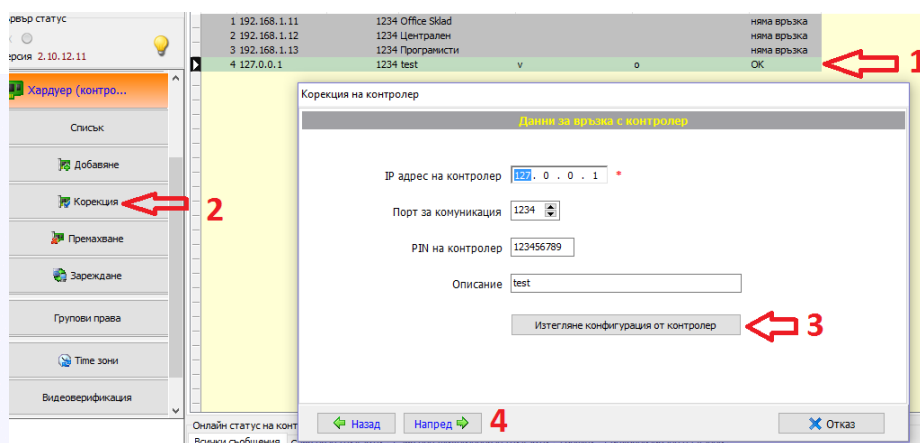 ървър статус
ерсия 2.10.12.11
Хардуер (контро...
Списък
Добавяне
Корекция
Премахване
Зареждане
Групови права
Time зони
Видеоверификация
1 192.168.1.11 1234 Office Sklad няма връзка
2 192.168.1.12 1234 Централен няма връзка
3 192.168.1.13 1234 Програмисти няма връзка
4 127.0.0.1 1234 test v o OK
1
2
Корекция на контролер
Данни за връзка с контролер
IP адрес на контролер 127. 0 . 0 . 1 *
Порт за комуникация 1234
PIN на контролер 123456789
Описание test
Изтегляне конфигурация от контролер
3
Назад Напред 4 Отказ
Онлайн статус на конт
Всички съобщения